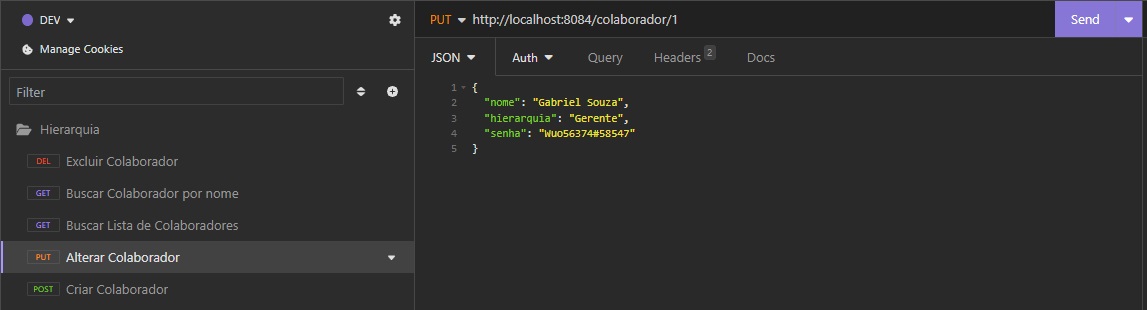 DEV
Manage Cookies
Filter
Hierarquia
DEL Excluir Colaborador
GET Buscar Colaborador por nome
GET Buscar Lista de Colaboradores
PUT Alterar Colaborador
POST Criar Colaborador
PUT http://localhost:8084/colaborador/1 Send
JSON Auth Query Headers 2 Docs
1 {
2 "nome": "Gabriel Souza",
3 "hierarquia": "Gerente",
4 "senha": "Wuo56374#58547"
5 }